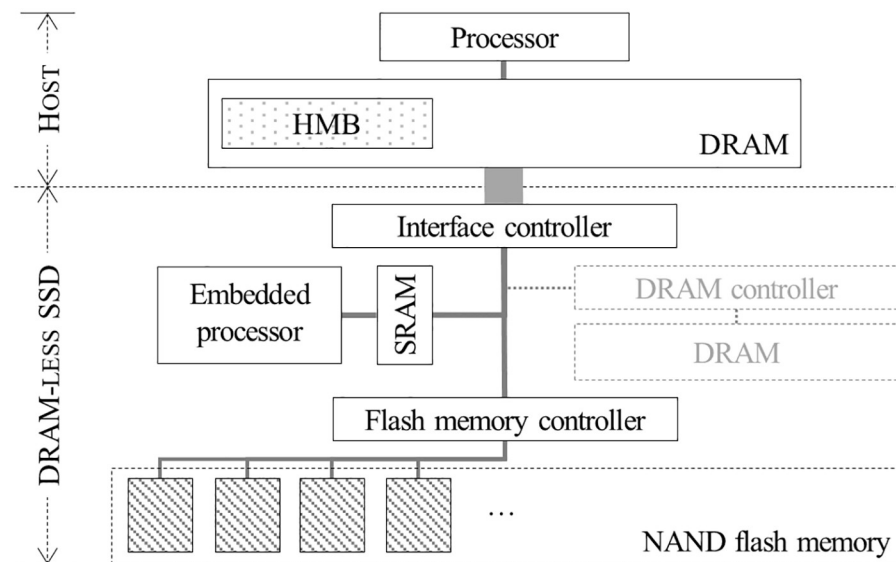 HOST
Processor
HMB
DRAM
DRAM-LESS SSD
Interface controller
Embedded
processor
SRAM
DRAM controller
DRAM
Flash memory controller
...
NAND flash memory